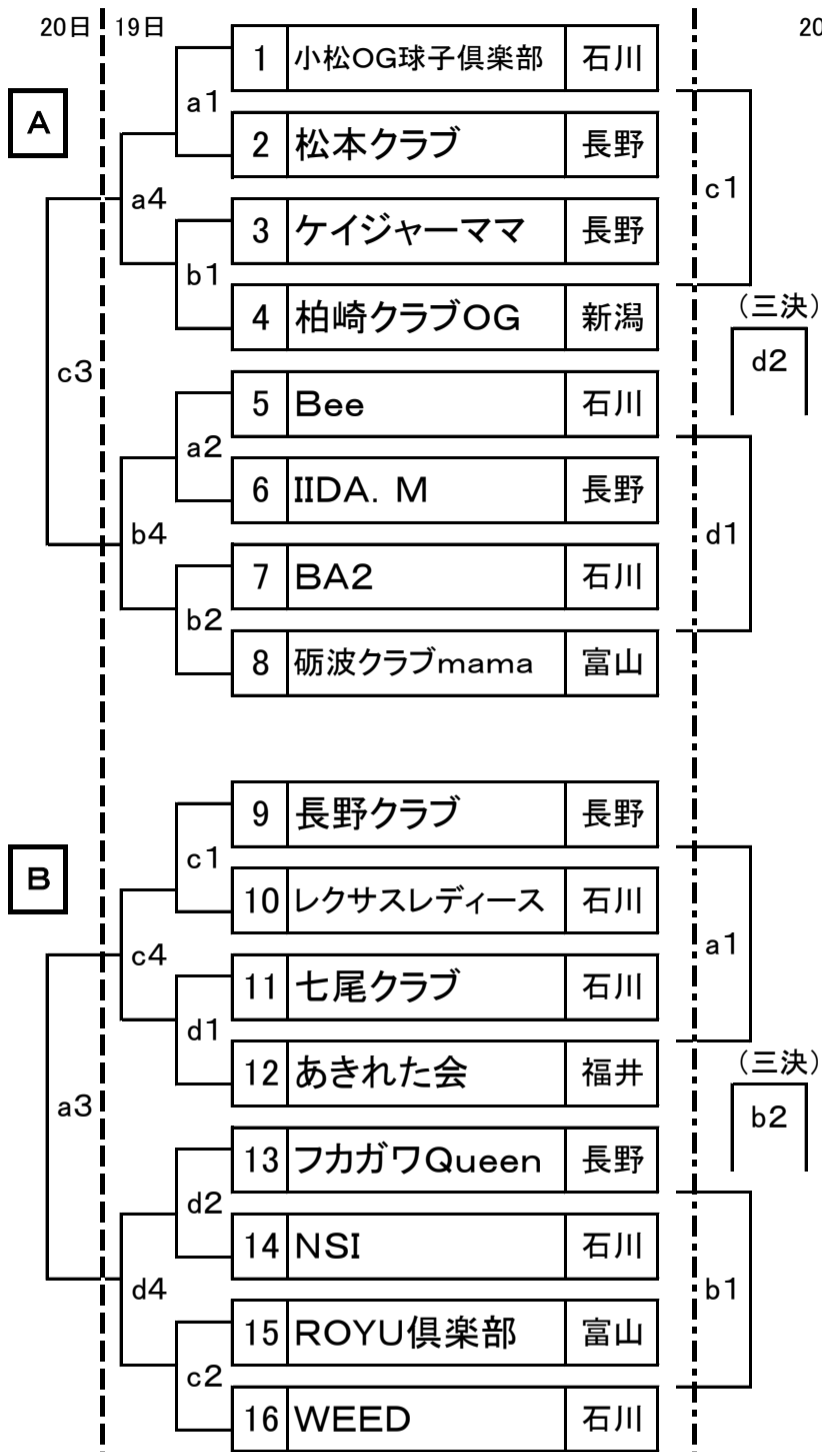 20日 19日 20
1 小松OG球子倶楽部 石川
a1
A
2 松本クラブ 長野
a4 c1
3 ケイジャーママ 長野
b1
4 柏崎クラブOG 新潟
(三決)
c3 d2
5 Bee 石川
a2
6 IIDA. M 長野
b4 d1
7 BA2 石川
b2
8 砺波クラブmama 富山
9 長野クラブ 長野
c1
B
10 レクサスレディース 石川
c4 a1
11 七尾クラブ 石川
d1
12 あきれた会 福井
(三決)
a3 b2
13 フカガワQueen 長野
d2
14 NSI 石川
d4 b1
15 ROYU倶楽部 富山
c2
16 WEED 石川